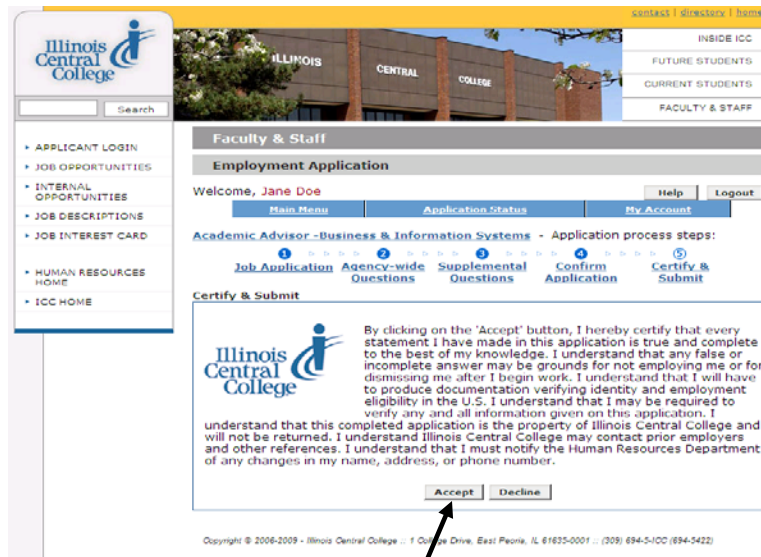 contact | directory | home
Illinois
Central
College
ILLINOIS CENTRAL COLLEGE
INSIDE ICC
FUTURE STUDENTS
CURRENT STUDENTS
FACULTY & STAFF
Search
APPLICANT LOGIN
JOB OPPORTUNITIES
INTERNAL
OPPORTUNITIES
JOB DESCRIPTIONS
JOB INTEREST CARD
HUMAN RESOURCES
HOME
ICC HOME
Faculty & Staff
Employment Application
Welcome, Jane Doe
Help Logout
Main Menu Application Status My Account
Academic Advisor -Business & Information Systems - Application process steps:
1 2 3 4 5
Job Application Agency-wide Supplemental Confirm Certify &
Questions Questions Application Submit
Certify & Submit
Illinois
Central
College
By clicking on the 'Accept' button, I hereby certify that every
statement I have made in this application is true and complete
to the best of my knowledge. I understand that any false or
incomplete answer may be grounds for not employing me or for
dismissing me after I begin work. I understand that I will have
to produce documentation verifying identity and employment
eligibility in the U.S. I understand that I may be required to
verify any and all information given on this application. I
understand that this completed application is the property of Illinois Central College and
will not be returned. I understand Illinois Central College may contact prior employers
and other references. I understand that I must notify the Human Resources Department
of any changes in my name, address, or phone number.
Accept Decline
Copyright © 2006-2009 - Illinois Central College :: 1 College Drive, East Peoria, IL 61635-0001 :: (309) 694-5-ICC (694-5422)